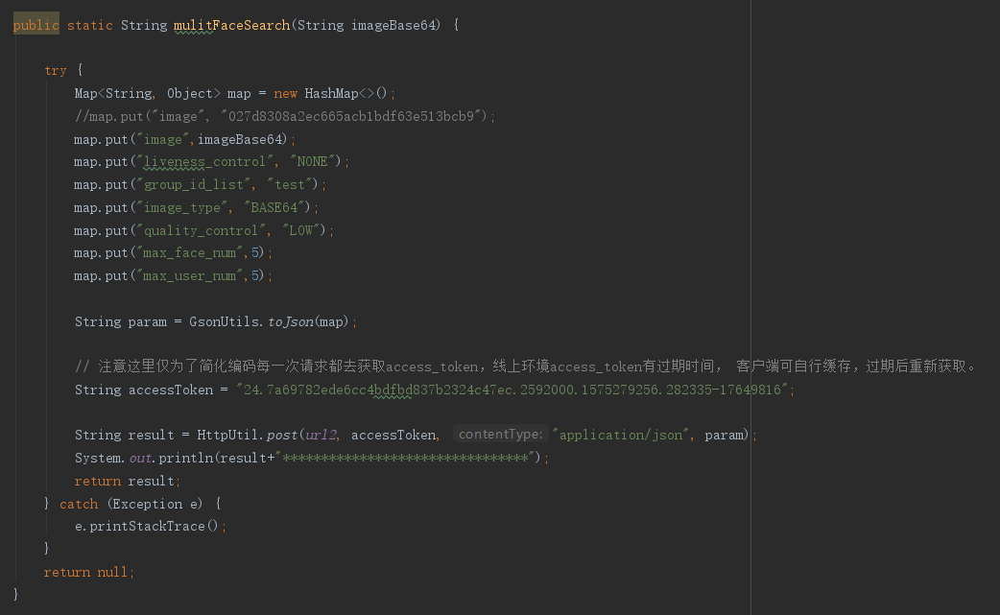 public static String mulitFaceSearch(String imageBase64) {
try {
Map<String, Object> map = new HashMap<>();
//map.put("image", "027d8308a2ec665acb1bdf63e513bcb9");
map.put("image",imageBase64);
map.put("liveness_control", "NONE");
map.put("group_id_list", "test");
map.put("image_type", "BASE64");
map.put("quality_control", "LOW");
map.put("max_face_num",5);
map.put("max_user_num",5);
String param = GsonUtils.toJson(map);
// 注意这里仅为了简化编码每一次请求都去获取access_token，线上环境access_token有过期时间， 客户端可自行缓存，过期后重新获取。
String accessToken = "24.7a69782ede6cc4bdfbd837b2324c47ec.2592000.1575279256.282335-17649816";
String result = HttpUtil.post(url2, accessToken, contentType: "application/json", param);
System.out.println(result+"********************************");
return result;
} catch (Exception e) {
e.printStackTrace();
}
return null;
}